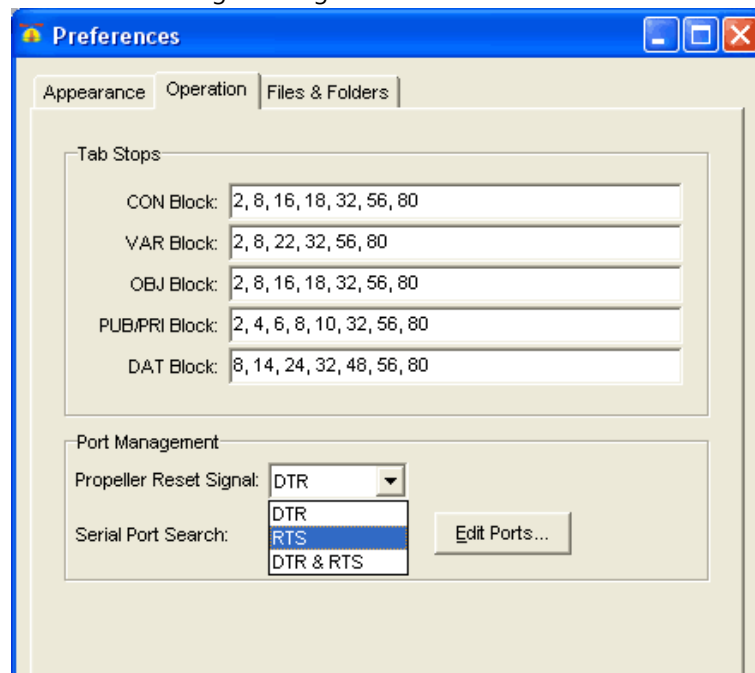 Preferences
Appearance Operation Files & Folders
Tab Stops
CON Block: 2, 8, 16, 18, 32, 56, 80
VAR Block: 2, 8, 22, 32, 56, 80
OBJ Block: 2, 8, 16, 18, 32, 56, 80
PUB/PRI Block: 2, 4, 6, 8, 10, 32, 56, 80
DAT Block: 8, 14, 24, 32, 48, 56, 80
Port Management
Propeller Reset Signal: DTR
DTR
Serial Port Search: RTS Edit Ports...
DTR & RTS